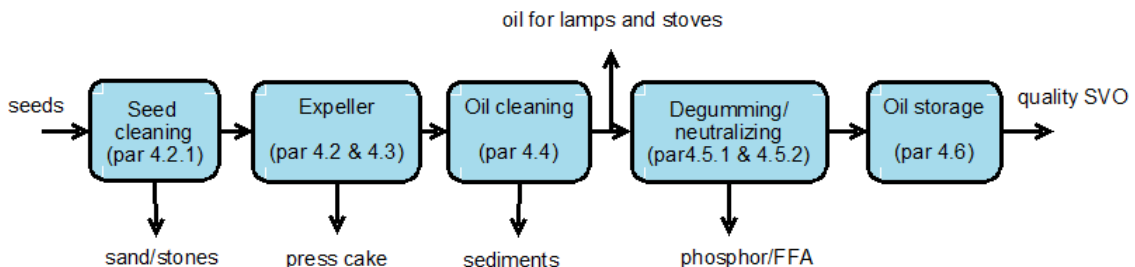 oil for lamps and stoves
seeds
Seed
cleaning
(par 4.2.1)
Expeller
(par 4.2 & 4.3)
Oil cleaning
(par 4.4)
Degumming/
neutralizing
(par4.5.1 & 4.5.2)
Oil storage
(par 4.6)
quality SVO
sand/stones
press cake
sediments
phosphor/FFA